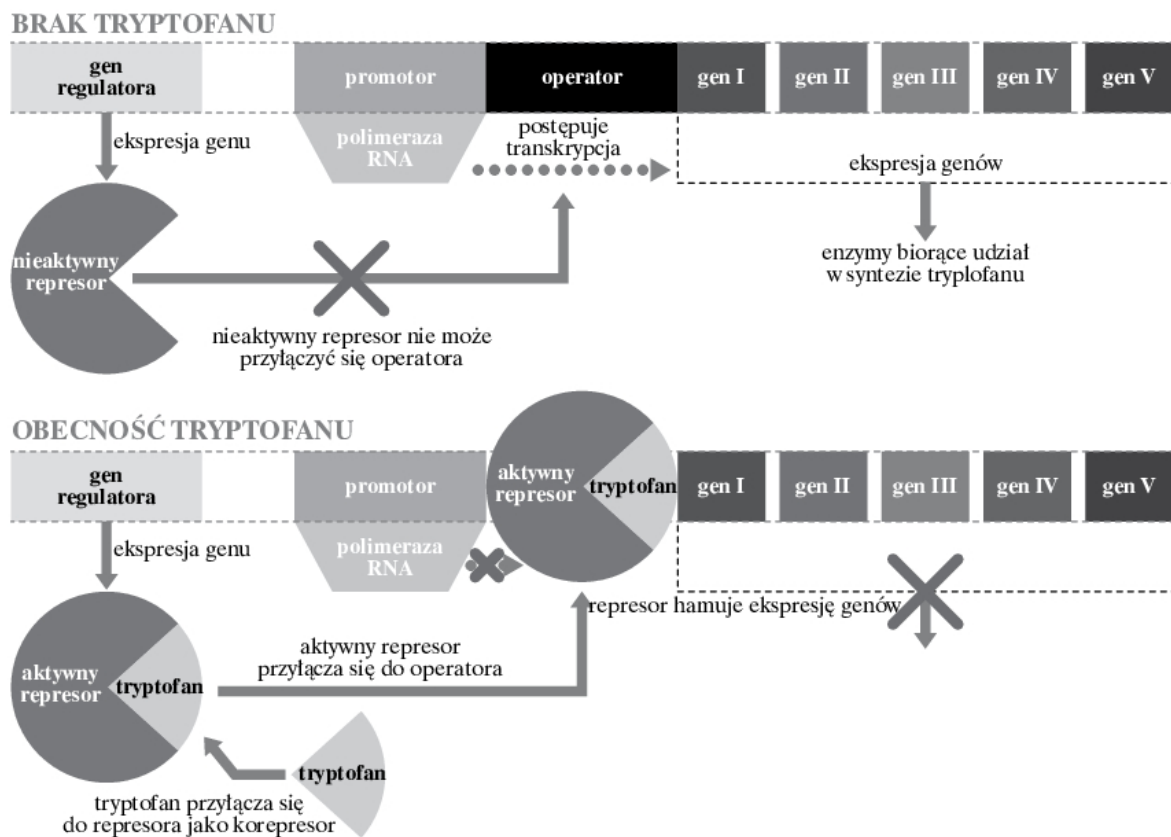 BRAK TRYPTOFANU
gen
regulatora
promotor
operator
gen I
gen II
gen III
gen IV
gen V
ekspresja genu
polimeraza
RNA
postępuje
transkrypcja
ekspresja genów
nieaktywny
represor
enzymy biorące udział
w syntezie tryplofanu
nieaktywny represor nie może
przyłączyć się operatora
OBECNOŚĆ TRYPTOFANU
gen
regulatora
promotor
aktywny
represor
tryptofan
gen I
gen II
gen III
gen IV
gen V
ekspresja genu
polimeraza
RNA
represor hamuje ekspresję genów
aktywny
represor
tryptofan
aktywny represor
przyłącza się do operatora
tryptofan
tryptofan przyłącza się
do represora jako korepresor